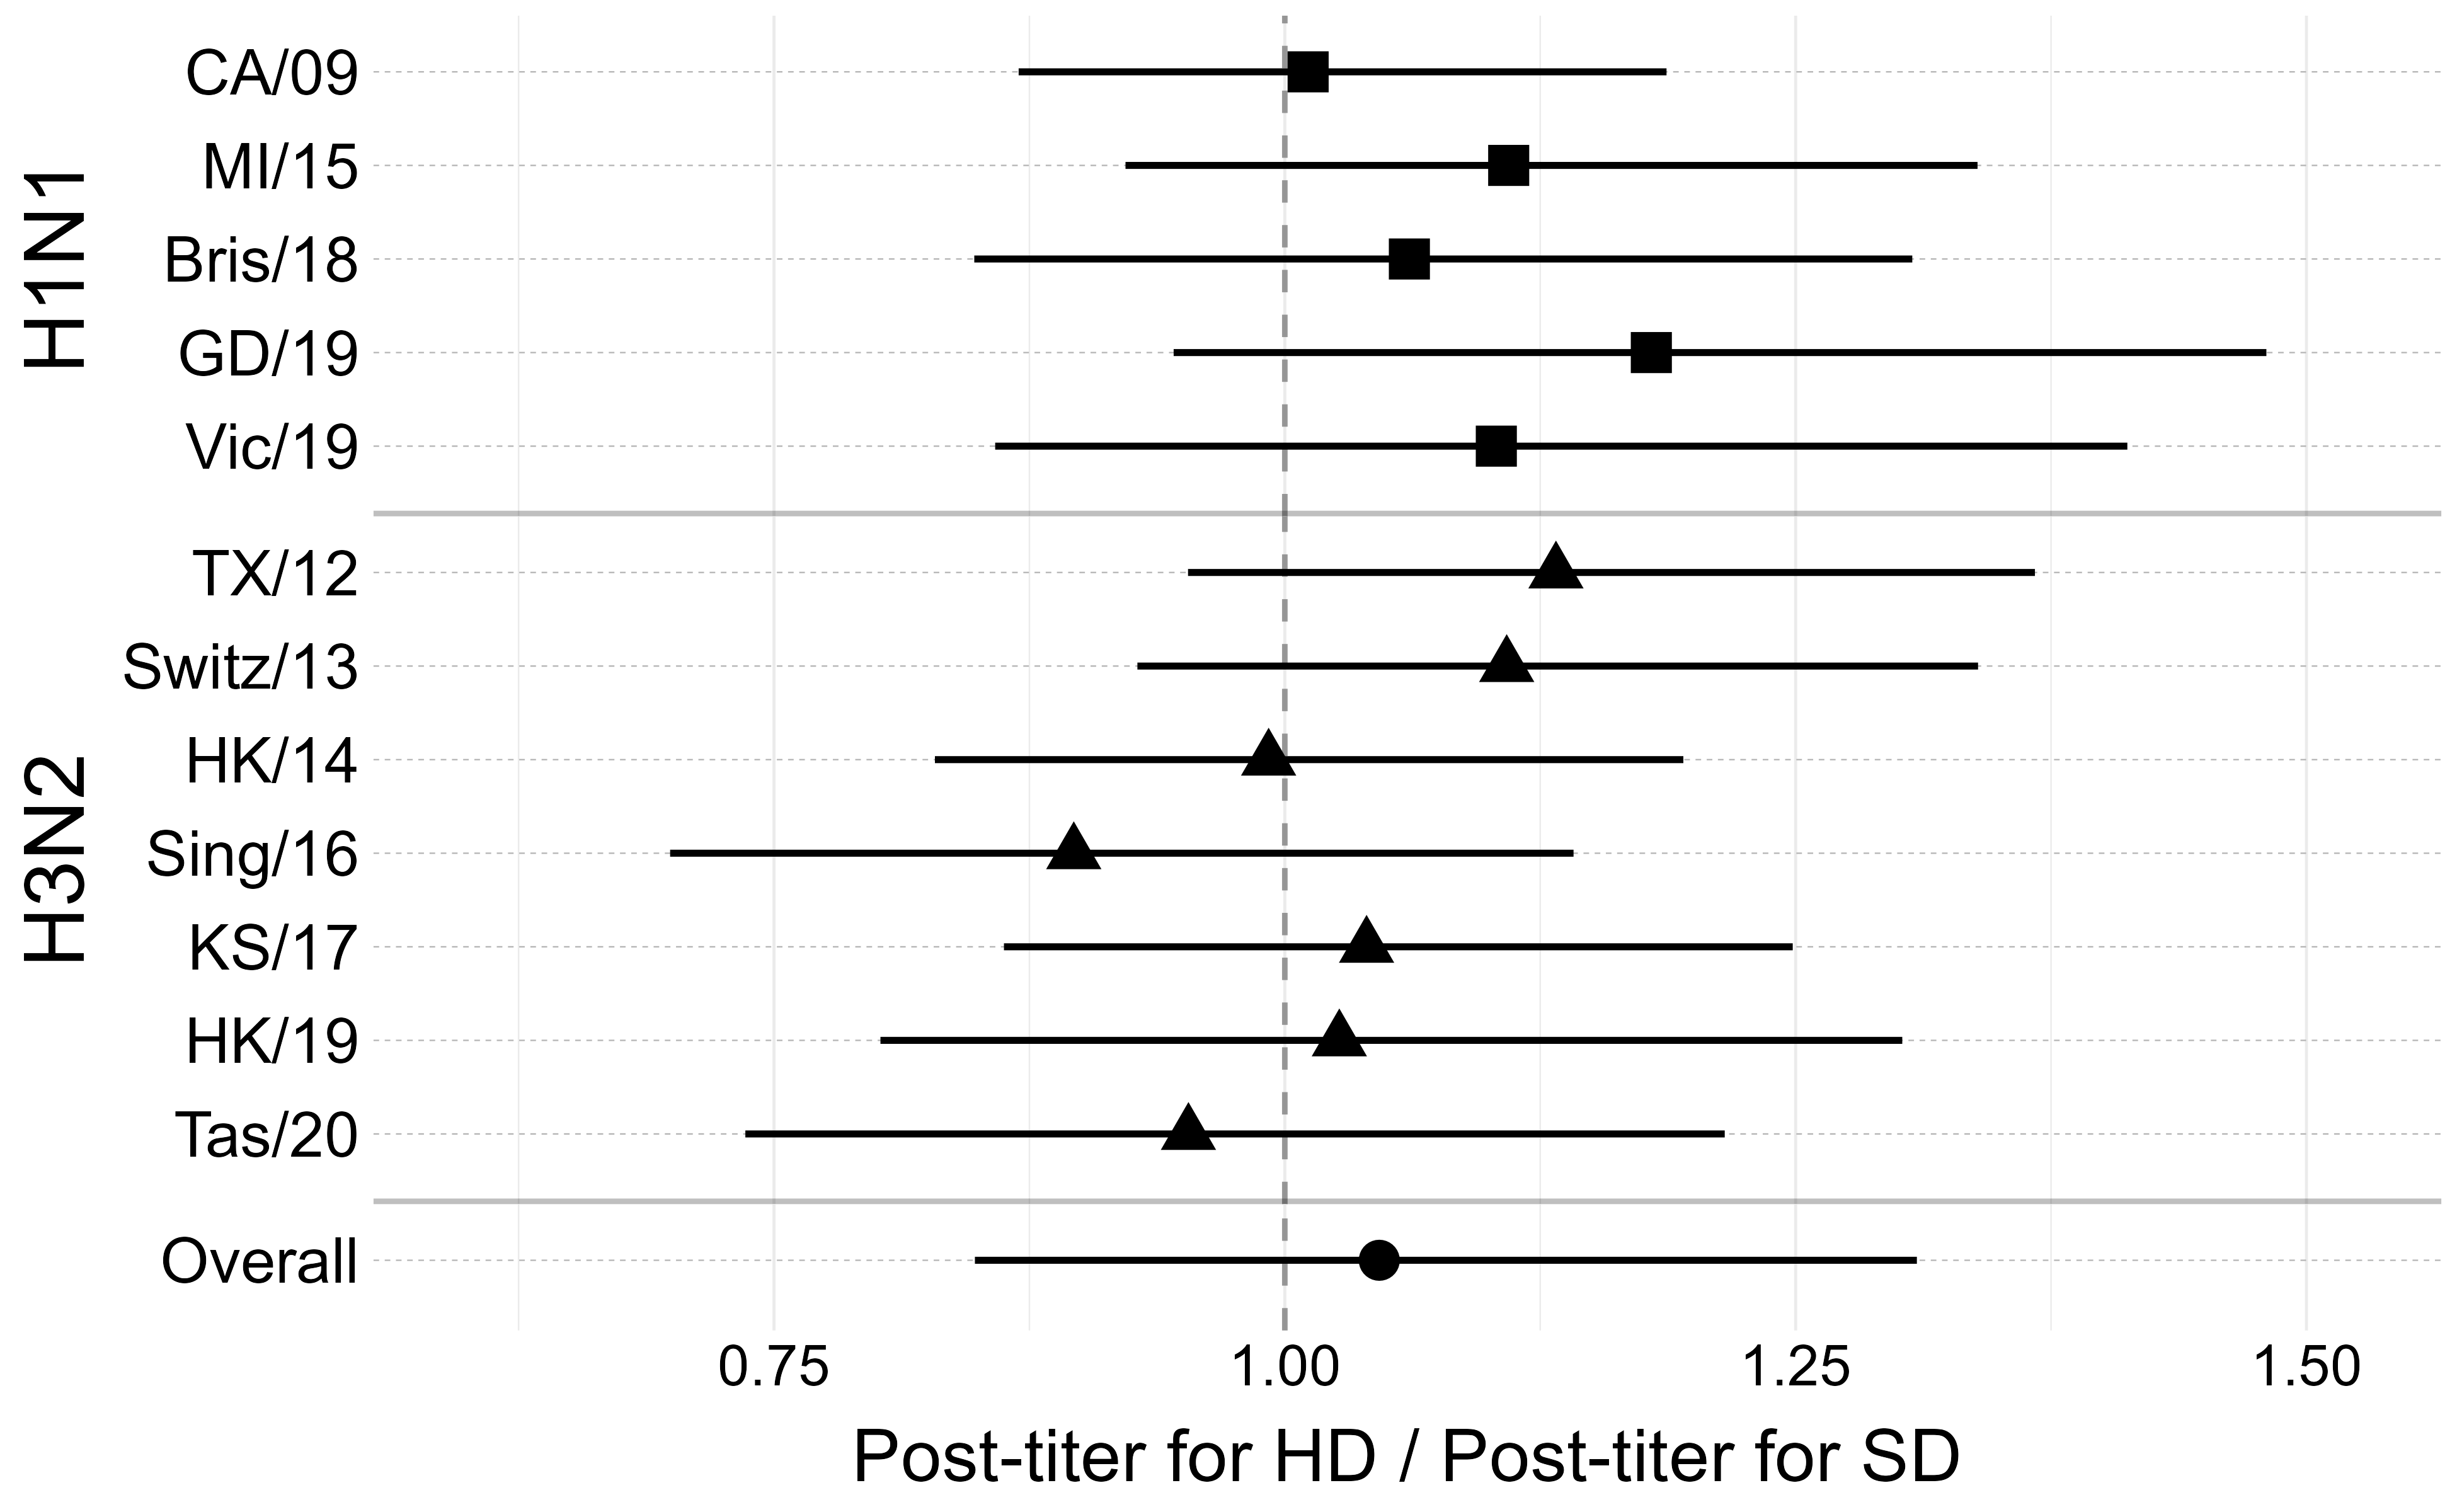 H1N1
CA/09
MI/15
Bris/18
GD/19
Vic/19
H3N2
TX/12
Switz/13
HK/14
Sing/16
KS/17
HK/19
Tas/20
Overall
0.75 1.00 1.25 1.50
Post-titer for HD / Post-titer for SD